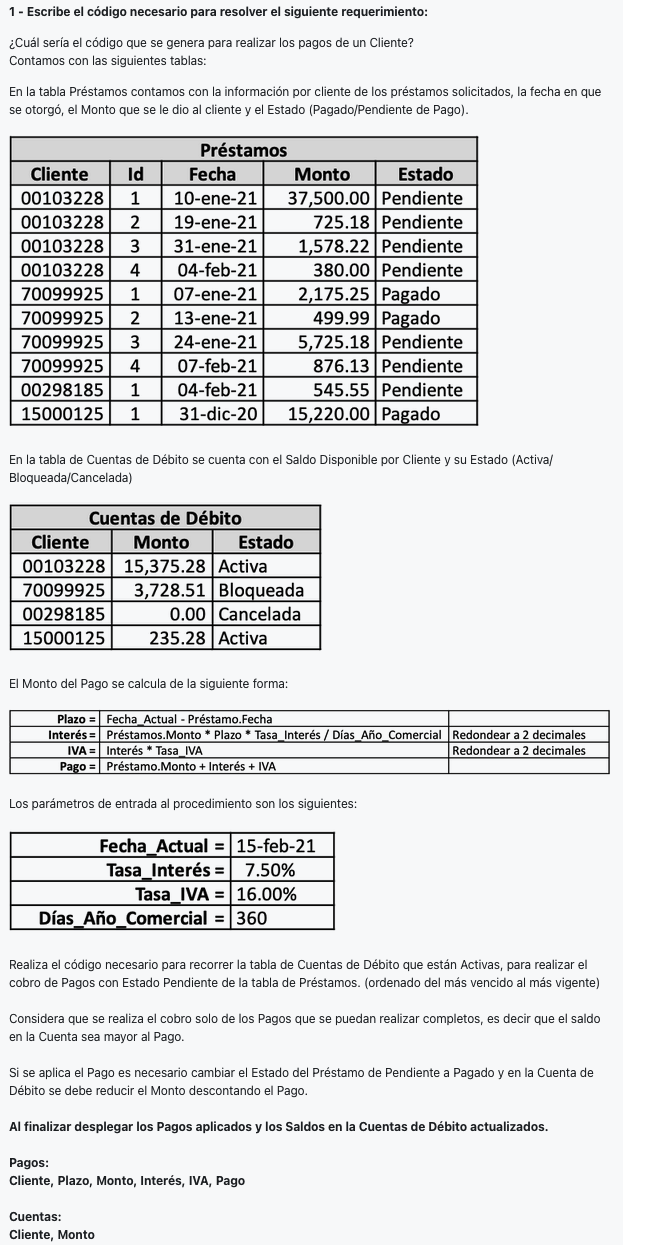 1 - Escribe el código necesario para resolver el siguiente requerimiento:
¿Cuál sería el código que se genera para realizar los pagos de un Cliente?
Contamos con las siguientes tablas:
En la tabla Préstamos contamos con la información por cliente de los préstamos solicitados, la fecha en que
se otorgó, el Monto que se le dio al cliente y el Estado (Pagado/Pendiente de Pago).
Préstamos
Cliente Id Fecha Monto Estado
00103228 1 10-ene-21 37,500.00 Pendiente
00103228 2 19-ene-21 725.18 Pendiente
00103228 3 31-ene-21 1,578.22 Pendiente
00103228 4 04-feb-21 380.00 Pendiente
70099925 1 07-ene-21 2,175.25 Pagado
70099925 2 13-ene-21 499.99 Pagado
70099925 3 24-ene-21 5,725.18 Pendiente
70099925 4 07-feb-21 876.13 Pendiente
00298185 1 04-feb-21 545.55 Pendiente
15000125 1 31-dic-20 15,220.00 Pagado
En la tabla de Cuentas de Débito se cuenta con el Saldo Disponible por Cliente y su Estado (Activa/
Bloqueada/Cancelada)
Cuentas de Débito
Cliente Monto Estado
00103228 15,375.28 Activa
70099925 3,728.51 Bloqueada
00298185 0.00 Cancelada
15000125 235.28 Activa
El Monto del Pago se calcula de la siguiente forma:
Plazo = Fecha_Actual - Préstamo.Fecha
Interés = Préstamos.Monto * Plazo * Tasa_Interés / Días_Año_Comercial Redondear a 2 decimales
IVA = Interés * Tasa_IVA Redondear a 2 decimales
Pago = Préstamo.Monto + Interés + IVA
Los parámetros de entrada al procedimiento son los siguientes:
Fecha_Actual = 15-feb-21
Tasa_Interés = 7.50%
Tasa_IVA = 16.00%
Días_Año_Comercial = 360
Realiza el código necesario para recorrer la tabla de Cuentas de Débito que están Activas, para realizar el
cobro de Pagos con Estado Pendiente de la tabla de Préstamos. (ordenado del más vencido al más vigente)
Considera que se realiza el cobro solo de los Pagos que se puedan realizar completos, es decir que el saldo
en la Cuenta sea mayor al Pago.
Si se aplica el Pago es necesario cambiar el Estado del Préstamo de Pendiente a Pagado y en la Cuenta de
Débito se debe reducir el Monto descontando el Pago.
Al finalizar desplegar los Pagos aplicados y los Saldos en la Cuentas de Débito actualizados.
Pagos:
Cliente, Plazo, Monto, Interés, IVA, Pago
Cuentas:
Cliente, Monto